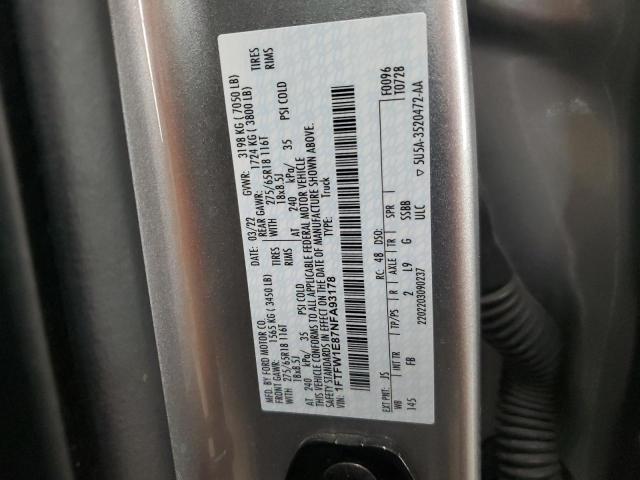 MFD. BY FORD MOTOR CO.
DATE: 03/22 GVWR: 3198 KG ( 7050 LB)
FRONT GAWR: 1565 KG ( 3450 LB) REAR GAWR: 1724 KG ( 3800 LB)
WITH 275/65R18 116T TIRES WITH 275/65R18 116T TIRES
18x8.5J RIMS 18x8.5J RIMS
AT 240 kPa/ 35 PSI COLD AT 240 kPa/ 35 PSI COLD
THIS VEHICLE CONFORMS TO ALL APPLICABLE FEDERAL MOTOR VEHICLE
SAFETY STANDARDS IN EFFECT ON THE DATE OF MANUFACTURE SHOWN ABOVE.
VIN: 1FTFW1E87NFA93178 TYPE: Truck
F0096
T0728
EXT PNT: JS RC: 48 DSO:
WB INT TR TP/PS R AXLE TR SPR
145 FB 2 L9 G SSBB
2202203090237 ULC
▽ 5U5A-3520472-AA